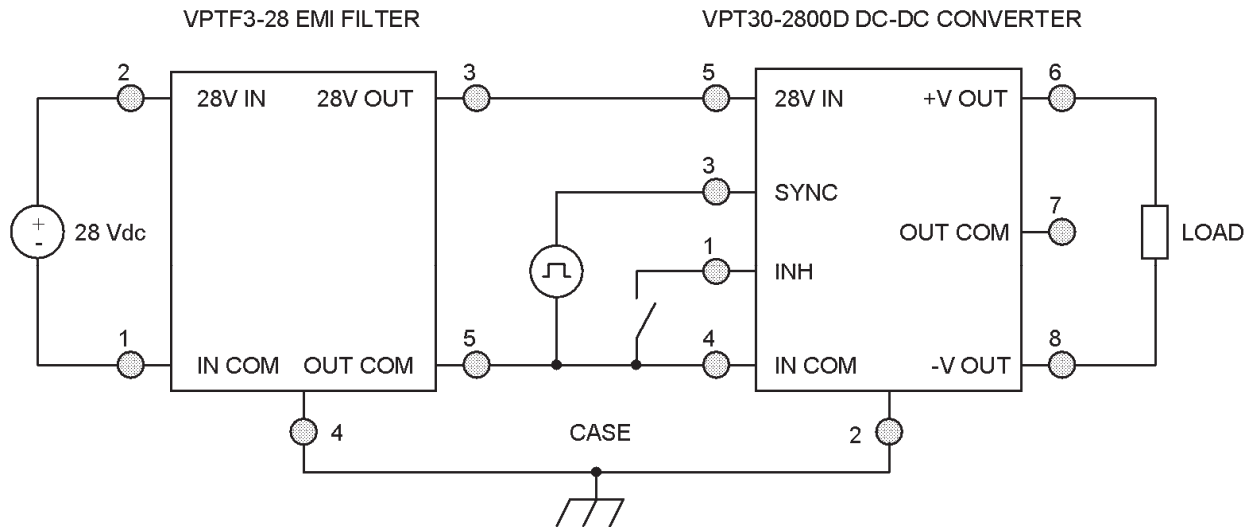 VPTF3-28 EMI FILTER
VPT30-2800D DC-DC CONVERTER
2
28V IN
28V OUT
3
5
28V IN
+V OUT
6
3
SYNC
7
+
-
28 Vdc
OUT COM
LOAD
1
INH
1
IN COM
OUT COM
5
4
IN COM
-V OUT
8
4
CASE
2